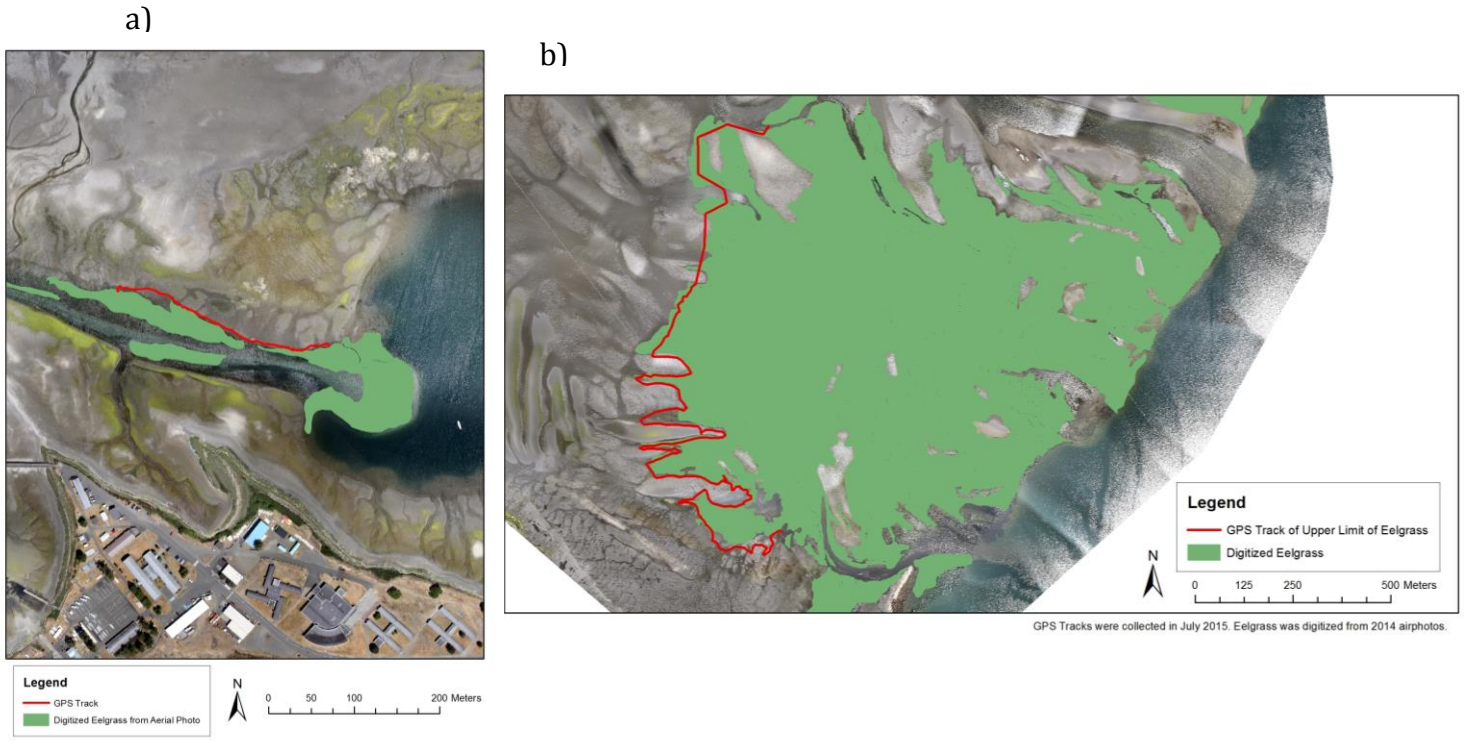 a)
b)
Legend
GPS Track
Digitized Eelgrass from Aerial Photo
N
0 50 100 200 Meters
Legend
GPS Track of Upper Limit of Eelgrass
Digitized Eelgrass
N
0 125 250 500 Meters
GPS Tracks were collected in July 2015. Eelgrass was digitized from 2014 airphotos.